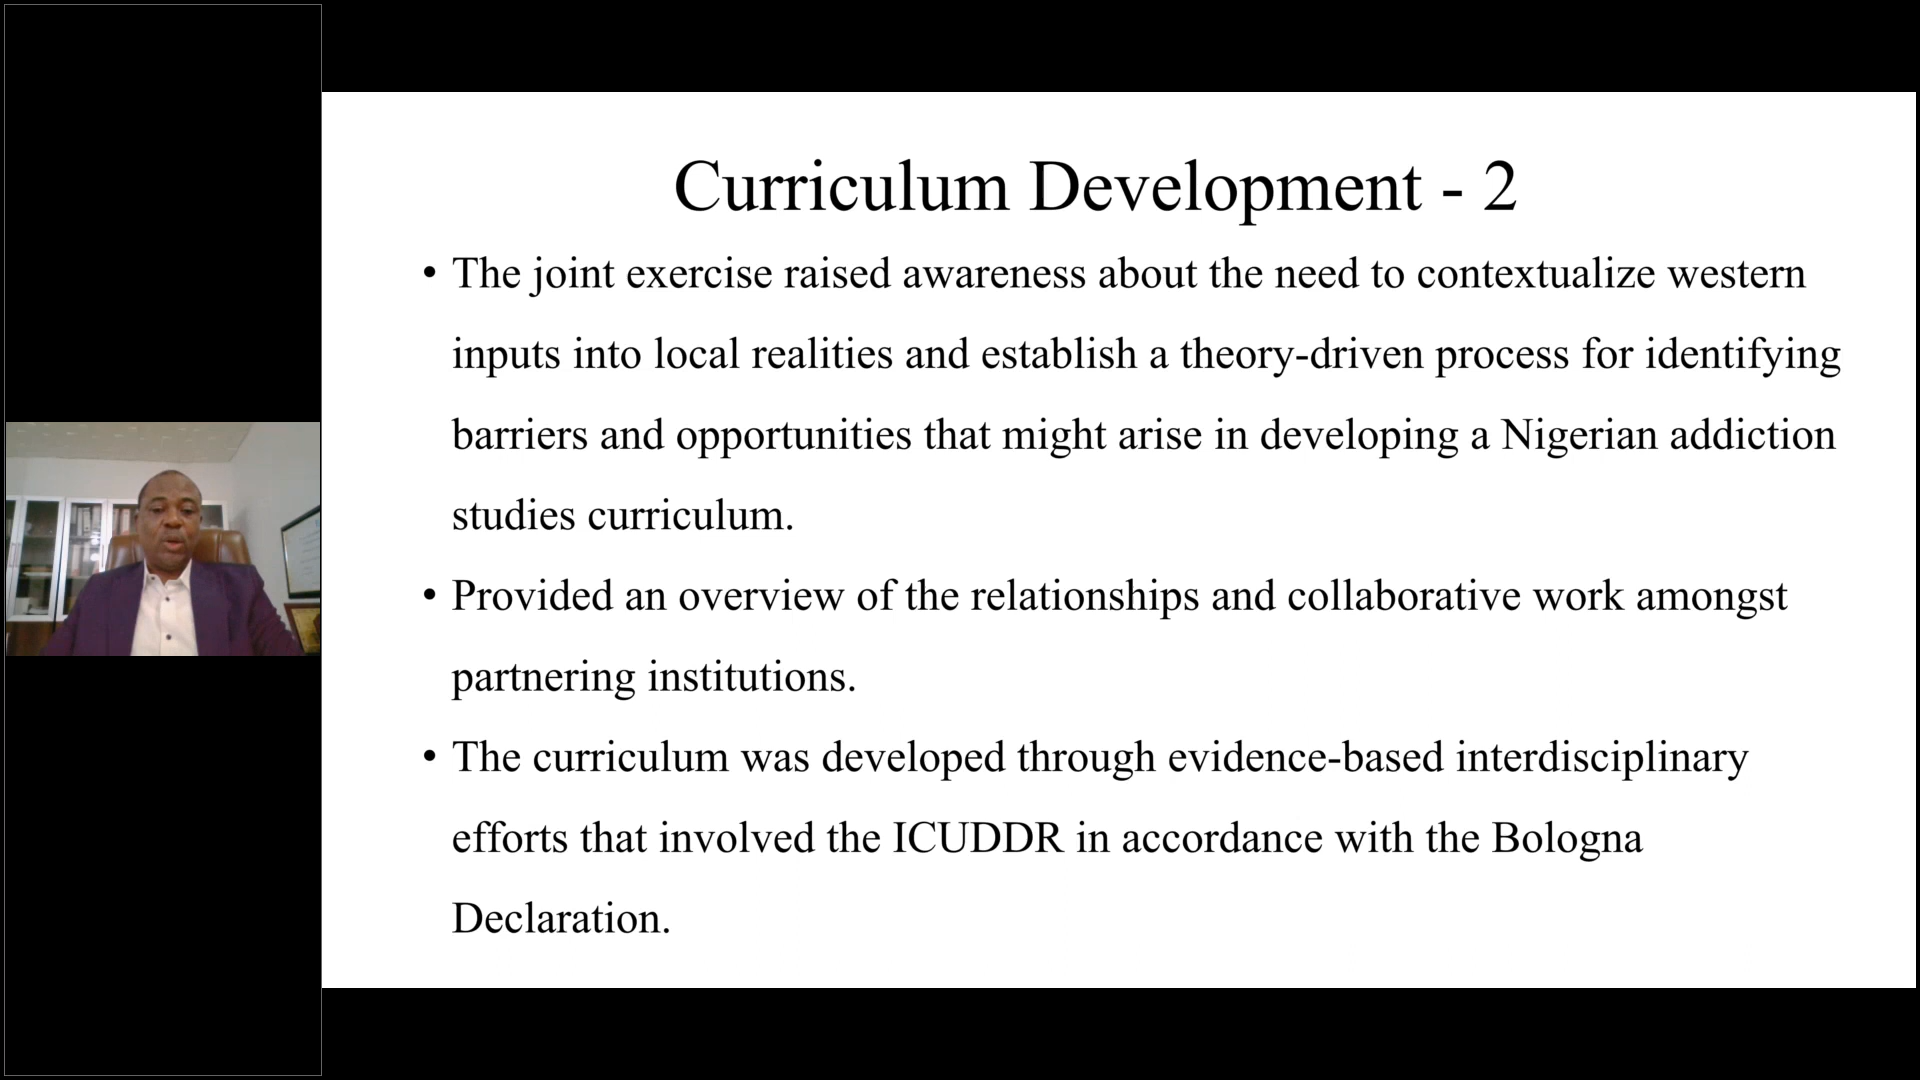 Curriculum Development - 2
• The joint exercise raised awareness about the need to contextualize western
inputs into local realities and establish a theory-driven process for identifying
barriers and opportunities that might arise in developing a Nigerian addiction
studies curriculum.
• Provided an overview of the relationships and collaborative work amongst
partnering institutions.
• The curriculum was developed through evidence-based interdisciplinary
efforts that involved the ICUDDR in accordance with the Bologna
Declaration.